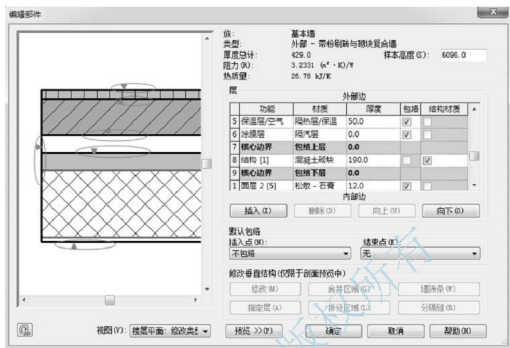 编辑部件
族: 基本墙
类型: 外部 - 带粉刷砖与砌块复合墙
厚度总计: 429.0 样本高度(S): 6096.0
阻力(R): 3.2331 (m²·K)/W
热质量: 26.78 kJ/K
层
外部边
功能 材质 厚度 包络 结构材质
5 保温层/空气 隔热层/保温 50.0
6 涂膜层 隔汽层 0.0
7 核心边界 包络上层 0.0
8 结构 [1] 混凝土砌块 190.0
9 核心边界 包络下层 0.0
1 面层 2 [5] 松散 - 石膏 12.0
内部边
插入(I) 删除(D) 向上(U) 向下(O)
默认包络
插入点(N): 结束点(E):
不包络 无
修改垂直结构(仅限于剖面预览中)
修改(M) 合并区域(G) 墙饰条(W)
指定层(A) 拆分区域(L) 分隔缝(R)
视图(V): 楼层平面: 修改类 预览 >>(P) 确定 取消 帮助(H)
版权所有